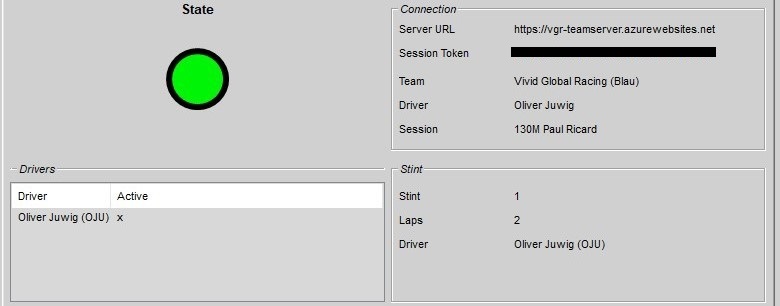 State
Connection
Server URL https://vgr-teamserver.azurewebsites.net
Session Token
Team Vivid Global Racing (Blau)
Driver Oliver Juwig
Session 130M Paul Ricard
Drivers
Driver Active
Oliver Juwig (OJU) x
Stint
Stint 1
Laps 2
Driver Oliver Juwig (OJU)